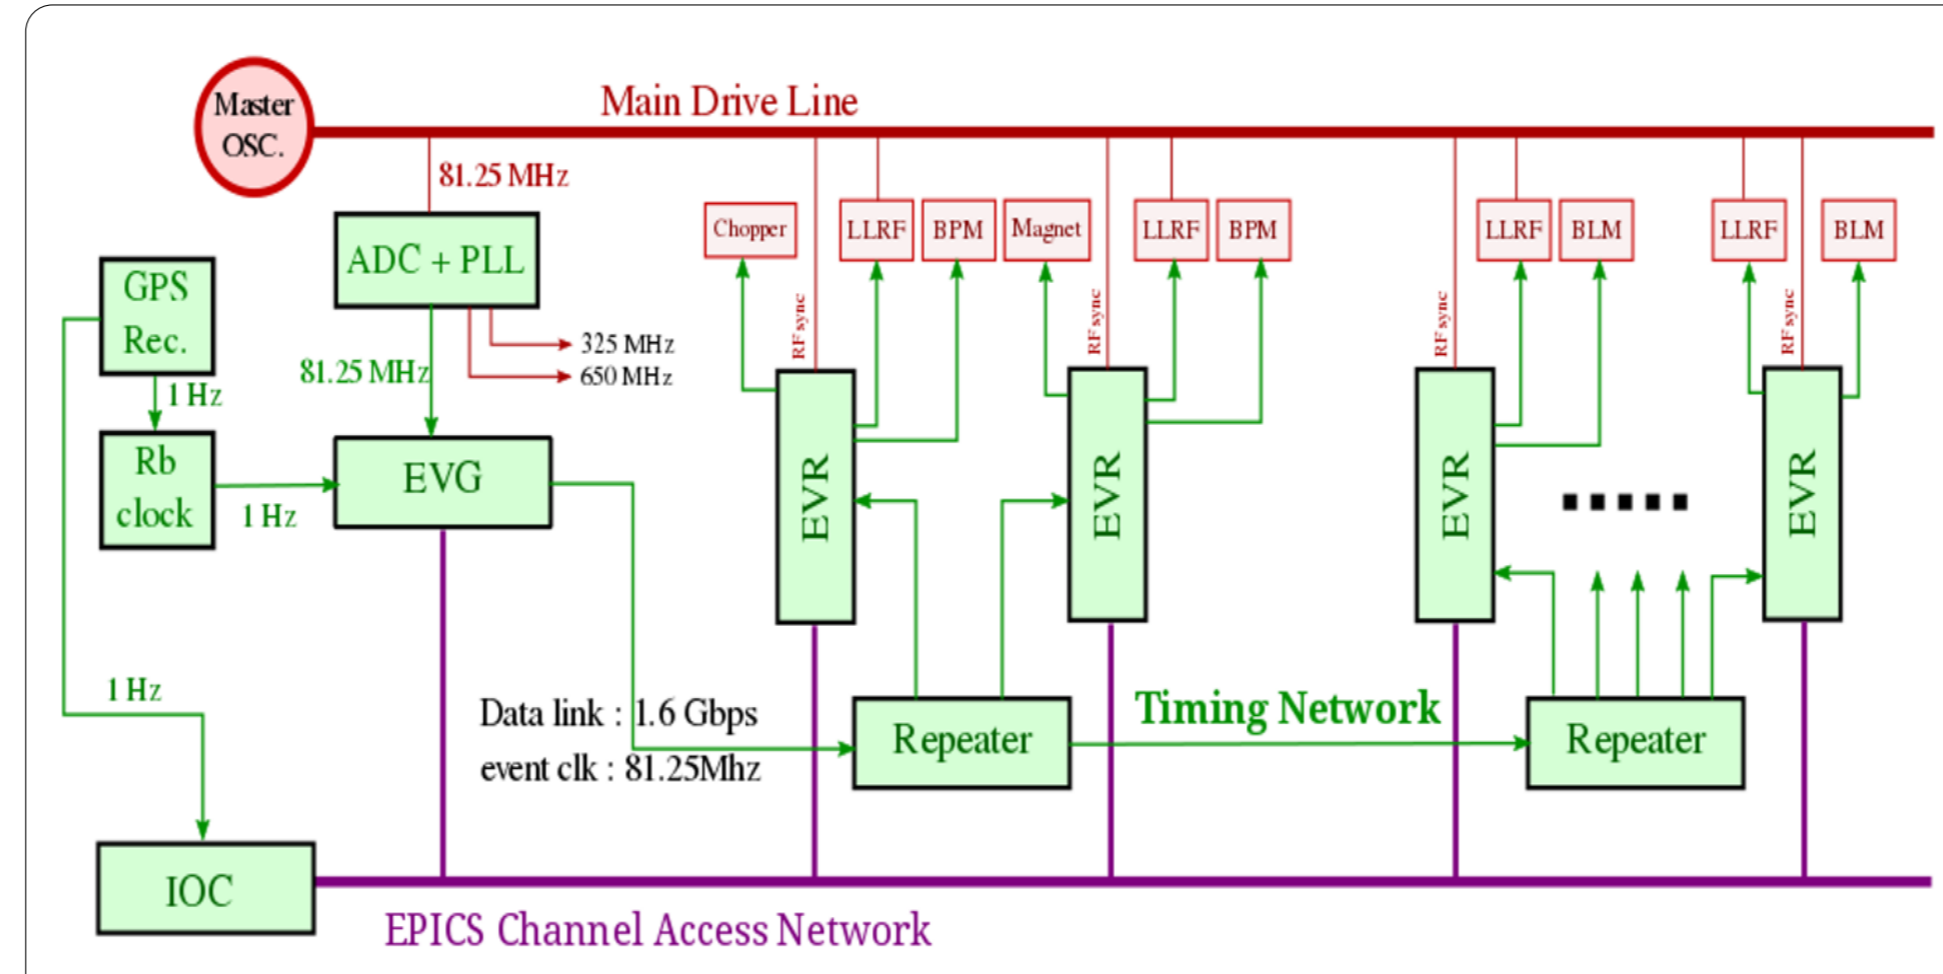 Master
OSC.
Main Drive Line
81.25 MHz
ADC + PLL
GPS
Rec.
1 Hz
Rb
clock
1 Hz
81.25 MHz
325 MHz
650 MHz
EVG
Chopper
LLRF
BPM
Magnet
LLRF
BPM
LLRF
BLM
LLRF
BLM
RF sync
RF sync
RF sync
RF sync
EVR
EVR
EVR
EVR
1 Hz
Data link : 1.6 Gbps
event clk : 81.25Mhz
Repeater
Timing Network
Repeater
IOC
EPICS Channel Access Network